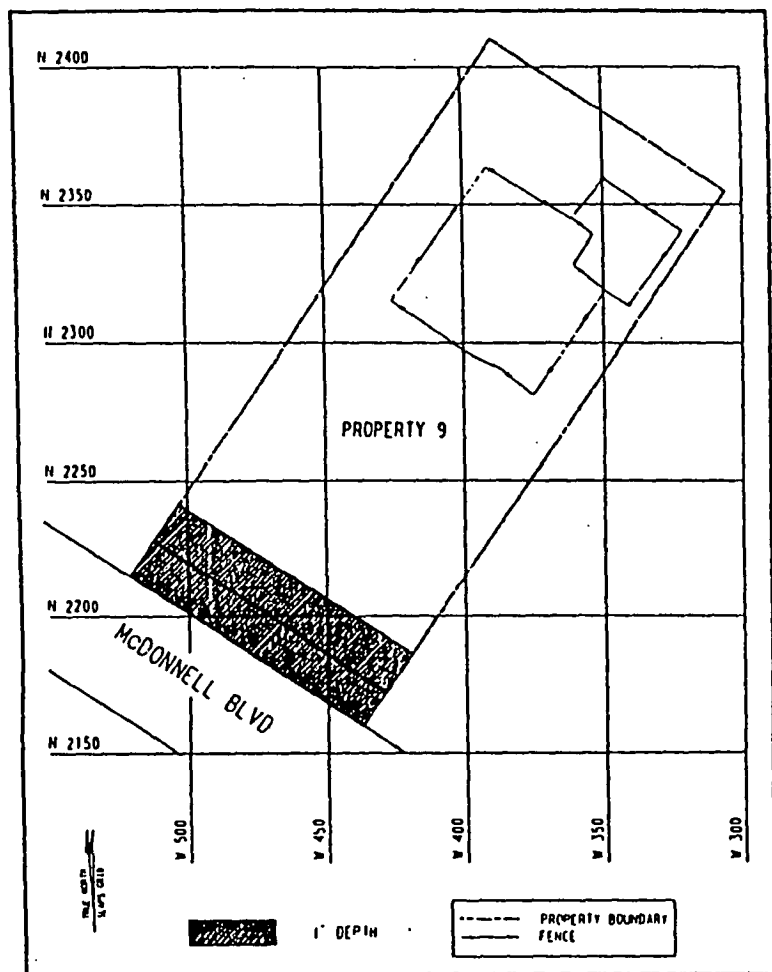 N 2400
N 2350
N 2300
PROPERTY 9
N 2250
N 2200
McDONNELL BLVD
N 2150
W 500
W 450
W 400
W 350
W 300
1" DEPTH
PROPERTY BOUNDARY
FENCE